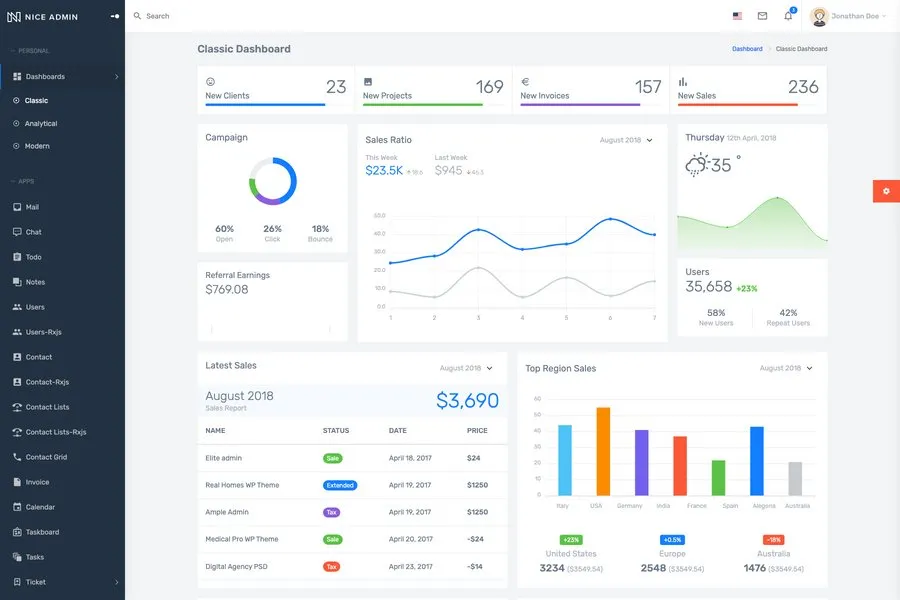 NICE ADMIN
Search
3
Jonathan Doe
PERSONAL
Dashboards
Classic
Analytical
Modern
APPS
Mail
Chat
Todo
Notes
Users
Users-Rxjs
Contact
Contact-Rxjs
Contact Lists
Contact Lists-Rxjs
Contact Grid
Invoice
Calendar
Taskboard
Tasks
Ticket
Classic Dashboard
Dashboard
Classic Dashboard
New Clients 23
New Projects 169
€
New Invoices 157
New Sales 236
Campaign
60% 26% 18%
Open Click Bounce
Referral Earnings
$769.08
Sales Ratio August 2018
This Week Last Week
$23.5K $945
50.0
40.0
30.0
20.0
10.0
0.0
1 2 3 4 5 6 7
Thursday 12th April, 2018
35 °
Users
35,658 +23%
58% 42%
New Users Repeat Users
Latest Sales August 2018
August 2018 $3,690
Sales Report
NAME STATUS DATE PRICE
Elite admin Sale April 18, 2017 $24
Real Homes WP Theme Extended April 19, 2017 $1250
Ample Admin Tax April 19, 2017 $1250
Medical Pro WP Theme Sale April 20, 2017 -$24
Digital Agency PSD Tax April 23, 2017 -$14
Top Region Sales August 2018
60
50
40
30
20
10
0
Italy USA Germany India France Spain Alegena Australia
+23% +0.5% -18%
United States Europe Australia
3234 ($3549.54) 2548 ($3549.54) 1476 ($3549.54)